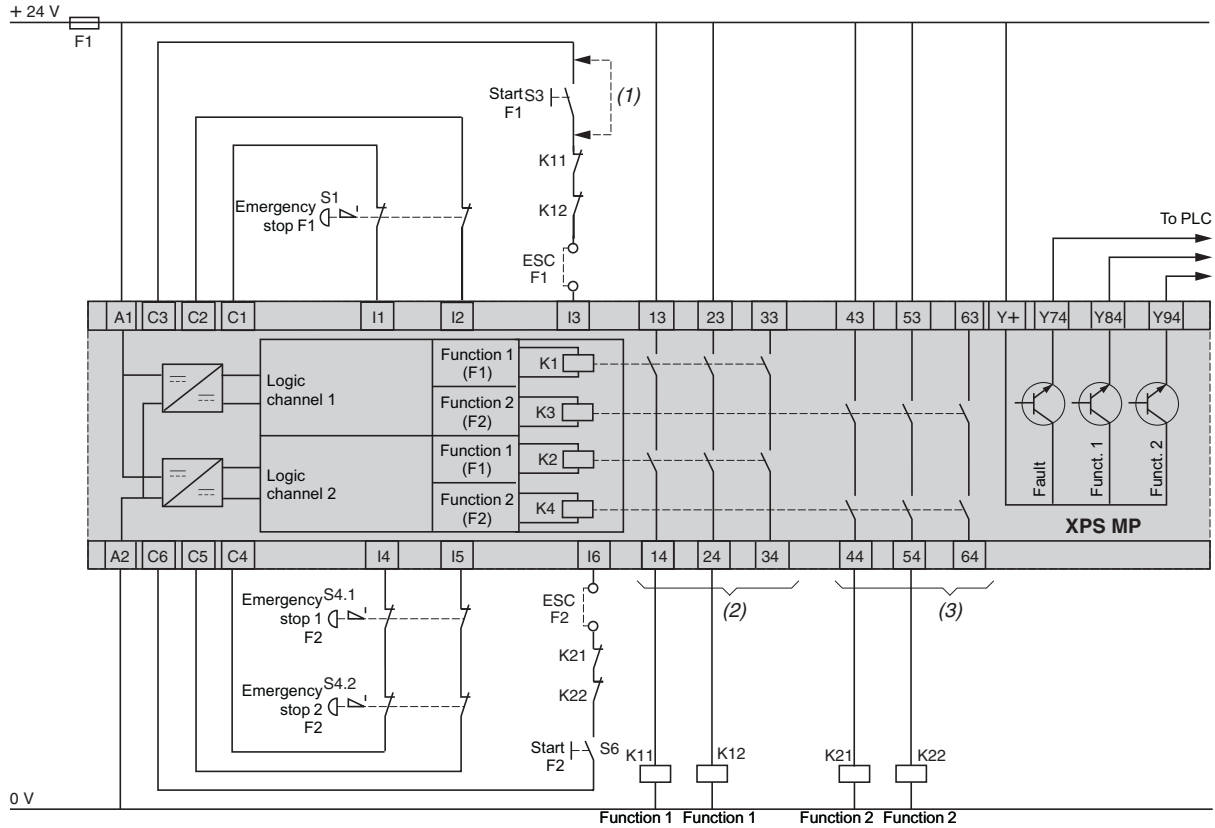 + 24 V
F1
Start S3
F1
(1)
K11
K12
ESC
F1
S1
Emergency
stop F1
To PLC
A1 C3 C2 C1 I1 I2 I3 13 23 33 43 53 63 Y+ Y74 Y84 Y94
Logic
channel 1
Function 1
(F1)
K1
Function 2
(F2)
K3
Logic
channel 2
Function 1
(F1)
K2
Function 2
(F2)
K4
Fault
Funct. 1
Funct. 2
XPS MP
A2 C6 C5 C4 I4 I5 I6 14 24 34 44 54 64
(2)
(3)
Emergency S4.1
stop 1
F2
Emergency S4.2
stop 2
F2
ESC
F2
K21
K22
Start S6
F2
K11
K12
K21
K22
0 V
Function 1 Function 1 Function 2 Function 2